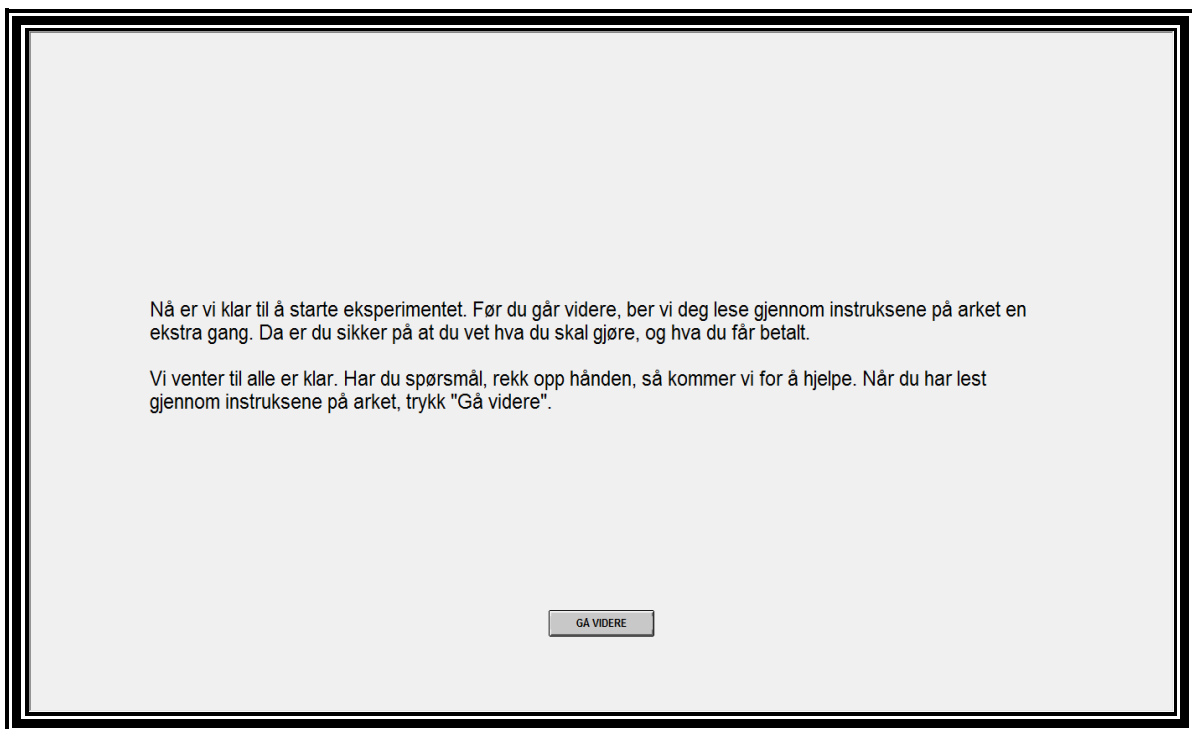 Nå er vi klar til å starte eksperimentet. Før du går videre, ber vi deg lese gjennom instruksene på arket en
ekstra gang. Da er du sikker på at du vet hva du skal gjøre, og hva du får betalt.
Vi venter til alle er klar. Har du spørsmål, rekk opp hånden, så kommer vi for å hjelpe. Når du har lest
gjennom instruksene på arket, trykk "Gå videre".
GÅ VIDERE